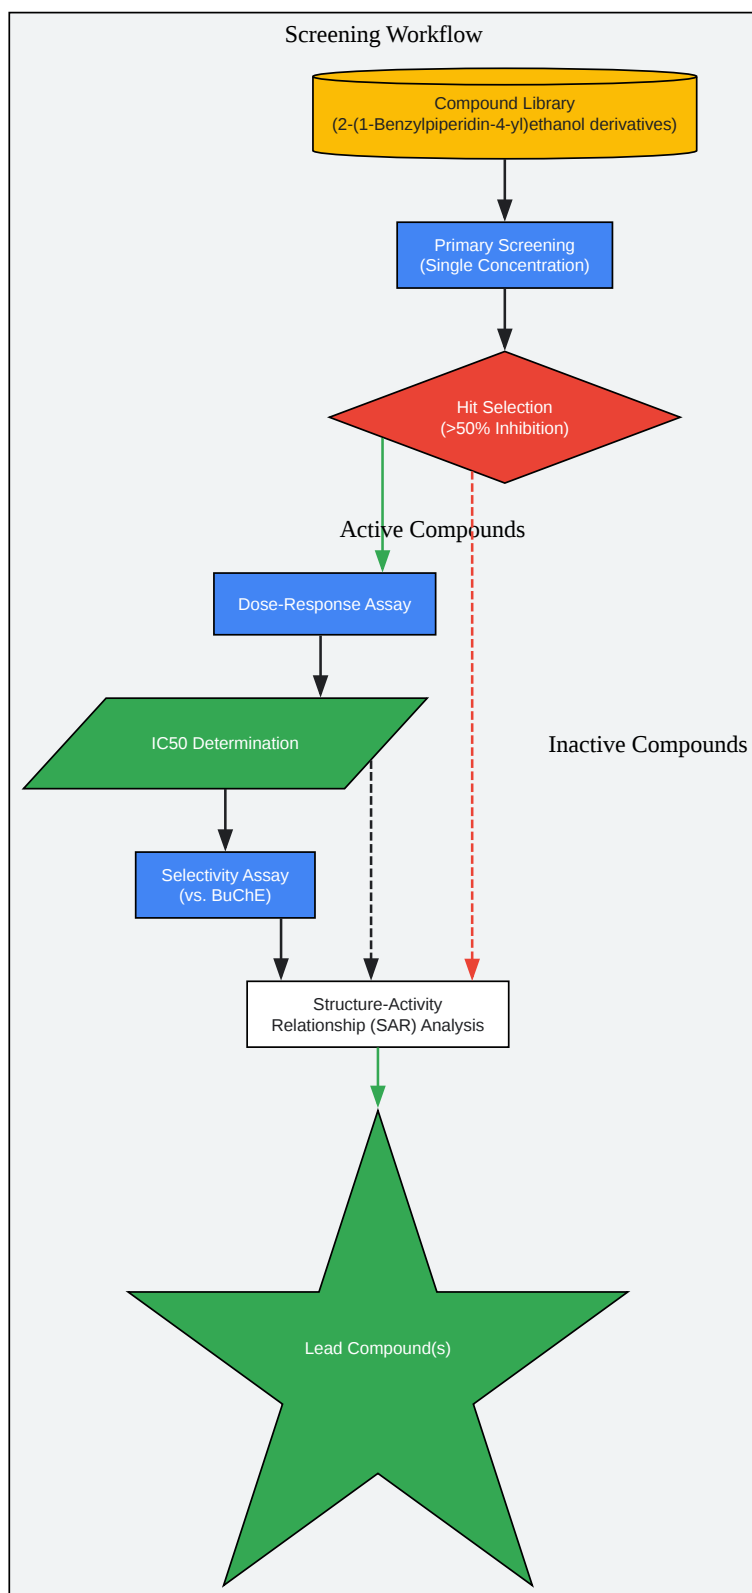 Screening Workflow
Compound Library
(2-(1-Benzylpiperidin-4-yl)ethanol derivatives)
Primary Screening
(Single Concentration)
Hit Selection
(>50% Inhibition)
Active Compounds
Dose-Response Assay
IC50 Determination
Inactive Compounds
Selectivity Assay
(vs. BuChE)
Structure-Activity
Relationship (SAR) Analysis
Lead Compound(s)